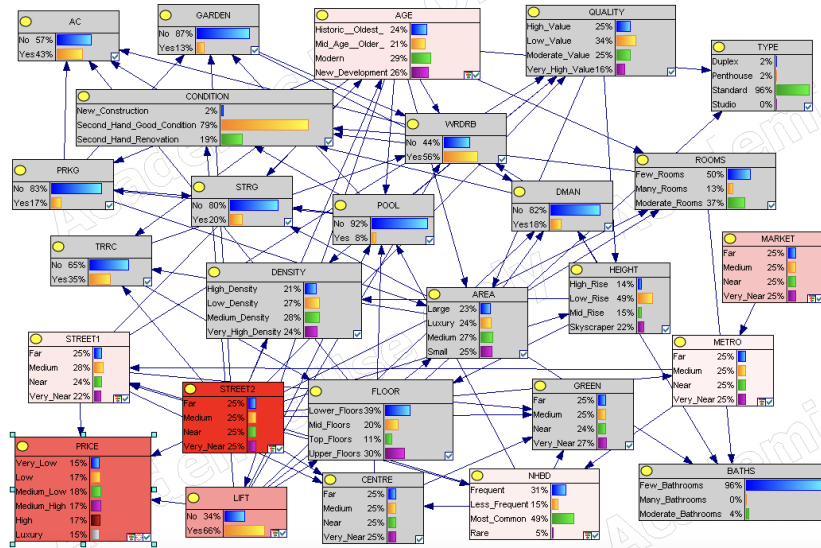 AC
No 57%
Yes 43%
GARDEN
No 87%
Yes 13%
AGE
Historic__Oldest_ 24%
Mid_Age__Older_ 21%
Modern 29%
New_Development 26%
QUALITY
High_Value 25%
Low_Value 34%
Moderate_Value 25%
Very_High_Value 16%
TYPE
Duplex 2%
Penthouse 2%
Standard 96%
Studio 0%
CONDITION
New_Construction 2%
Second_Hand_Good_Condition 79%
Second_Hand_Renovation 19%
WRDRB
No 44%
Yes 56%
PRKG
No 83%
Yes 17%
STRG
No 80%
Yes 20%
POOL
No 92%
Yes 8%
DMAN
No 82%
Yes 18%
ROOMS
Few_Rooms 50%
Many_Rooms 13%
Moderate_Rooms 37%
TRRC
No 65%
Yes 35%
DENSITY
High_Density 21%
Low_Density 27%
Medium_Density 28%
Very_High_Density 24%
AREA
Large 23%
Luxury 24%
Medium 27%
Small 25%
HEIGHT
High_Rise 14%
Low_Rise 49%
Mid_Rise 15%
Skyscraper 22%
MARKET
Far 25%
Medium 25%
Near 25%
Very_Near 25%
STREET1
Far 25%
Medium 28%
Near 24%
Very_Near 22%
METRO
Far 25%
Medium 25%
Near 25%
Very_Near 25%
STREET2
Far 25%
Medium 25%
Near 25%
Very_Near 25%
FLOOR
Lower_Floors 39%
Mid_Floors 20%
Top_Floors 11%
Upper_Floors 30%
GREEN
Far 25%
Medium 25%
Near 24%
Very_Near 27%
PRICE
Very_Low 15%
Low 17%
Medium_Low 18%
Medium_High 17%
High 17%
Luxury 15%
LIFT
No 34%
Yes 66%
CENTRE
Far 25%
Medium 25%
Near 25%
Very_Near 25%
NHBD
Frequent 31%
Less_Frequent 15%
Most_Common 49%
Rare 5%
BATHS
Few_Bathrooms 96%
Many_Bathrooms 0%
Moderate_Bathrooms 4%